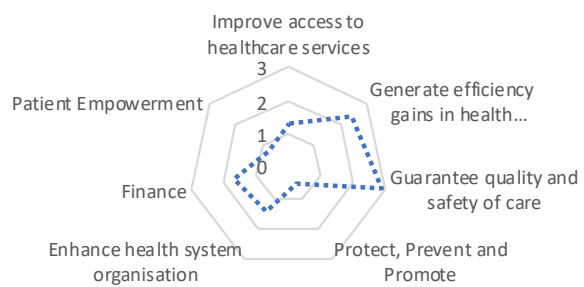 Improve access to
healthcare services
3
2
1
0
Generate efficiency
gains in health...
Guarantee quality and
safety of care
Protect, Prevent and
Promote
Enhance health system
organisation
Finance
Patient Empowerment